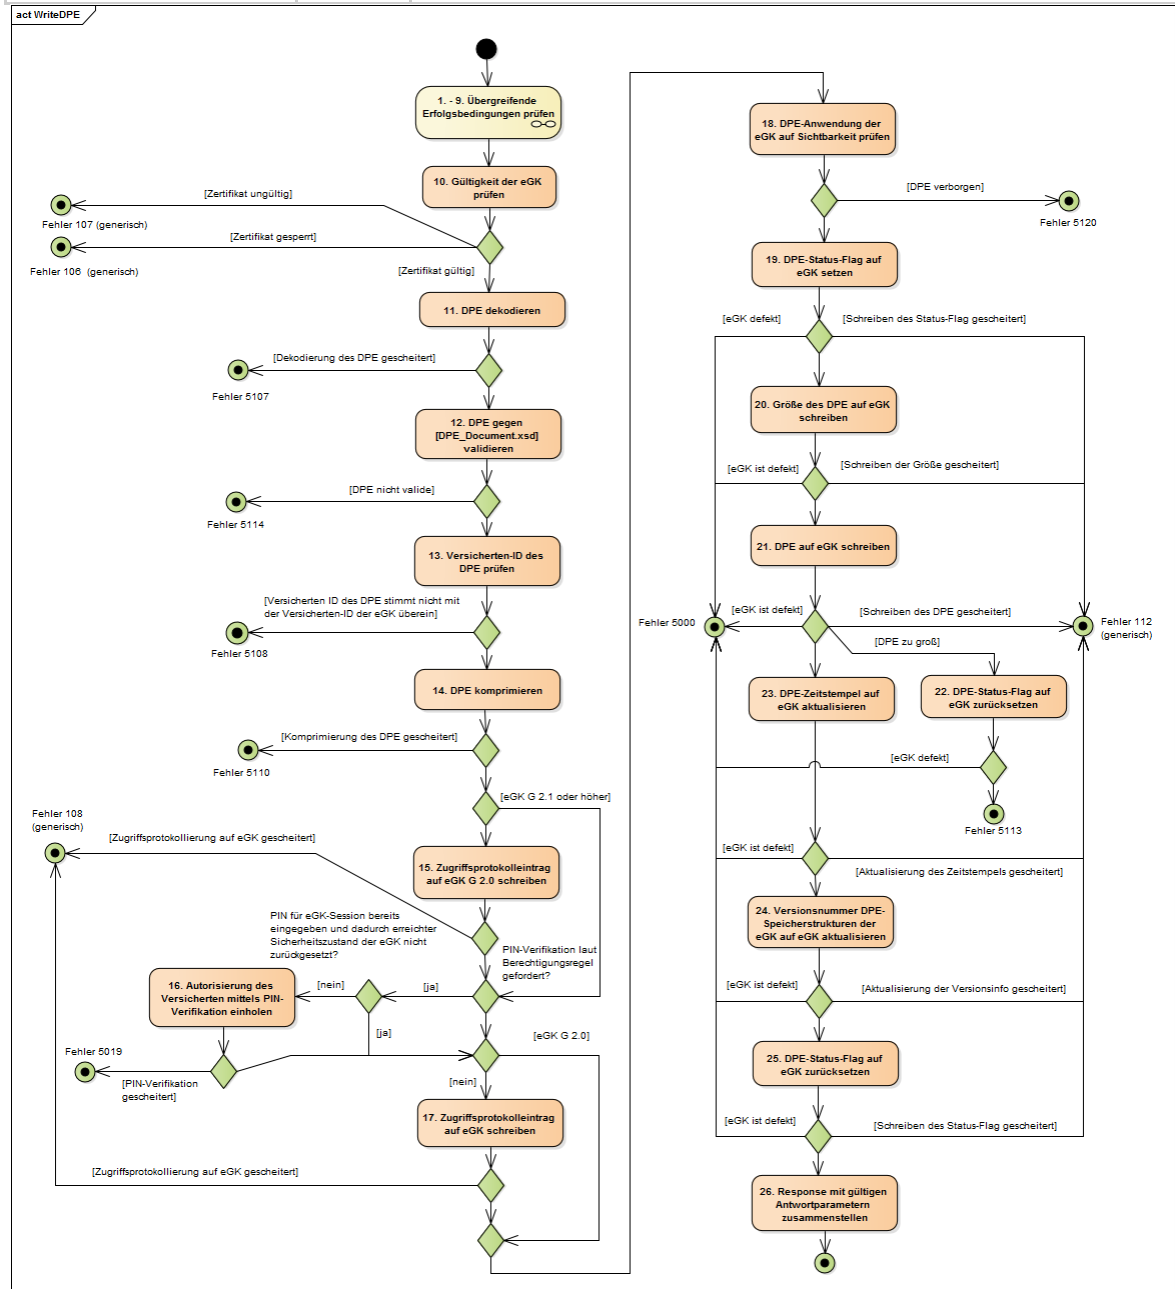 act WriteDPE
1. - 9. Übergreifende
Erfolgsbedingungen prüfen
10. Gültigkeit der eGK
prüfen
[Zertifikat ungültig]
Fehler 107 (generisch)
[Zertifikat gesperrt]
Fehler 106 (generisch)
[Zertifikat gültig]
11. DPE dekodieren
[Dekodierung des DPE gescheitert]
Fehler 5107
12. DPE gegen
[DPE_Document.xsd]
validieren
[DPE nicht valide]
Fehler 5114
13. Versicherten-ID des
DPE prüfen
[Versicherten ID des DPE stimmt nicht mit
der Versicherten-ID der eGK überein]
Fehler 5108
14. DPE komprimieren
[Komprimierung des DPE gescheitert]
Fehler 5110
[eGK G 2.1 oder höher]
Fehler 108
(generisch)
[Zugriffsprotokollierung auf eGK gescheitert]
15. Zugriffsprotokolleintrag
auf eGK G 2.0 schreiben
PIN für eGK-Session bereits
eingegeben und dadurch erreichter
Sicherheitszustand der eGK nicht
zurückgesetzt?
PIN-Verifikation laut
Berechtigungsregel
gefordert?
16. Autorisierung des
Versicherten mittels PIN-
Verifikation einholen
[nein]
[ja]
[ja]
[eGK G 2.0]
Fehler 5019
[PIN-Verifikation
gescheitert]
[nein]
17. Zugriffsprotokolleintrag
auf eGK schreiben
[Zugriffsprotokollierung auf eGK gescheitert]
18. DPE-Anwendung der
eGK auf Sichtbarkeit prüfen
[DPE verborgen]
Fehler 5120
19. DPE-Status-Flag auf
eGK setzen
[eGK defekt]
[Schreiben des Status-Flag gescheitert]
20. Größe des DPE auf eGK
schreiben
[eGK ist defekt]
[Schreiben der Größe gescheitert]
21. DPE auf eGK schreiben
[eGK ist defekt]
[Schreiben des DPE gescheitert]
Fehler 5000
Fehler 112
(generisch)
[DPE zu groß]
23. DPE-Zeitstempel auf
eGK aktualisieren
22. DPE-Status-Flag auf
eGK zurücksetzen
[eGK defekt]
Fehler 5113
[eGK ist defekt]
[Aktualisierung des Zeitstempels gescheitert]
24. Versionsnummer DPE-
Speicherstrukturen der
eGK auf eGK aktualisieren
[eGK ist defekt]
[Aktualisierung der Versionsinfo gescheitert]
25. DPE-Status-Flag auf
eGK zurücksetzen
[eGK ist defekt]
[Schreiben des Status-Flag gescheitert]
26. Response mit gültigen
Antwortparametern
zusammenstellen